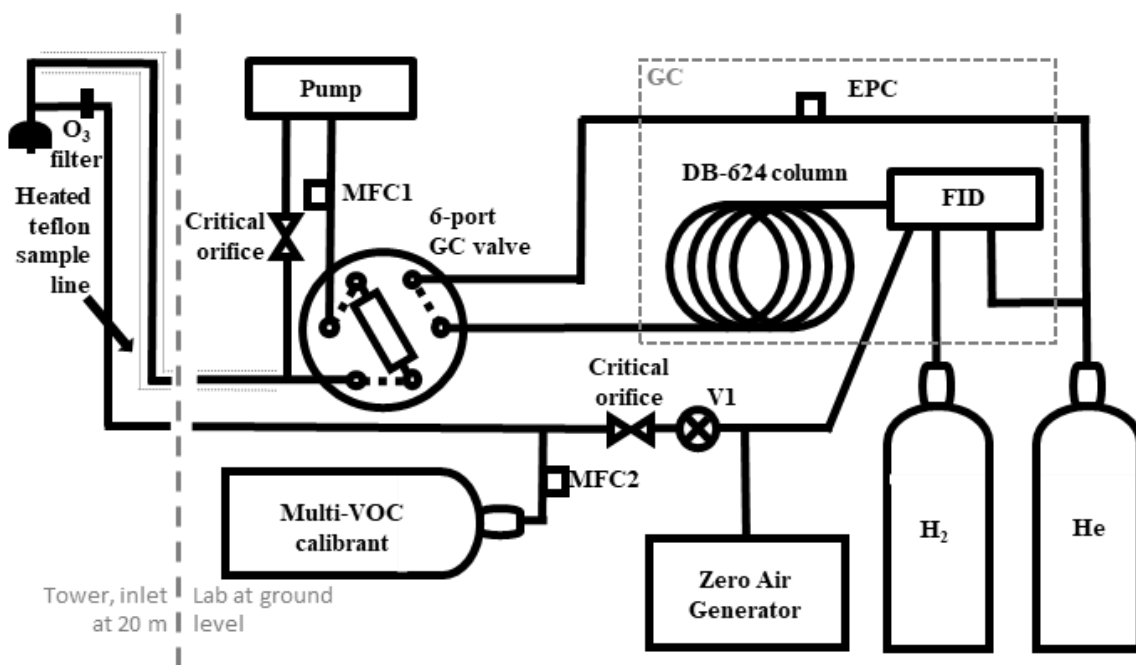 Pump
GC
EPC
O₃
filter
MFC1
6-port
GC valve
DB-624 column
FID
Heated
teflon
sample
line
Critical
orifice
Critical
orifice
V1
MFC2
Multi-VOC
calibrant
Zero Air
Generator
H₂
He
Tower, inlet
at 20 m
Lab at ground
level